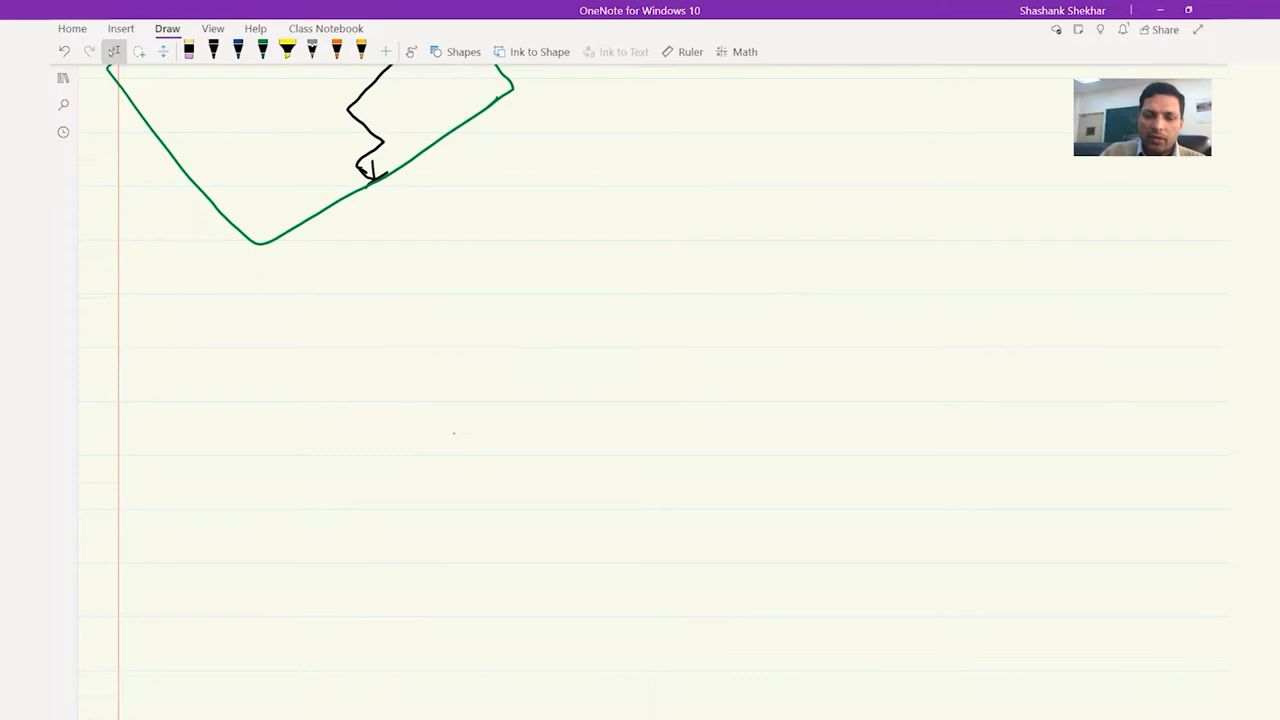 OneNote for Windows 10
Shashank Shekhar
Home Insert Draw View Help Class Notebook
Shapes Ink to Shape Ink to Text Ruler Math Share